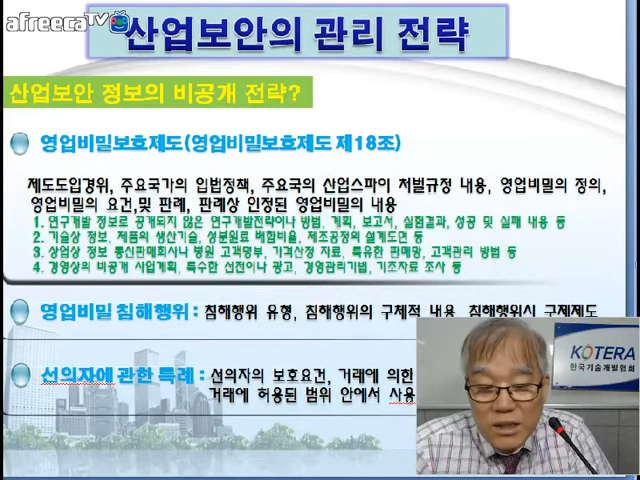 afreecaTV
산업보안의 관리 전략
산업보안 정보의 비공개 전략?
영업비밀보호제도(영업비밀보호제도 제18조)
제도도입경위, 주요국가의 입법정책, 주요국의 산업스파이 처벌규정 내용, 영업비밀의 정의,
영업비밀의 요건,및 판례, 판례상 인정된 영업비밀의 내용
1. 연구개발 정보로 공개되지 않은 연구개발전략이나 방법, 계획, 보고서, 실험결과, 성공 및 실패 내용 등
2. 기술상 정보, 제품의 생산기술, 성분원료 배합비율, 제조공정의 설계도면 등
3. 상업상 정보 통신판매회사나 병원 고객명부, 가격산정 자료, 특유한 판매망, 고객관리 방법 등
4. 경영상의 비공개 사업계획, 특수한 선전이나 광고, 경영관리기법, 기초자료 조사 등
영업비밀 침해행위 : 침해행위 유형, 침해행위의 구체적 내용, 침해행위시 구제제도
선의자에 관한 특례 : 선의자의 보호요건, 거래에 의한
거래에 허용된 범위 안에서 사용
KOTERA
한국기술개발협회